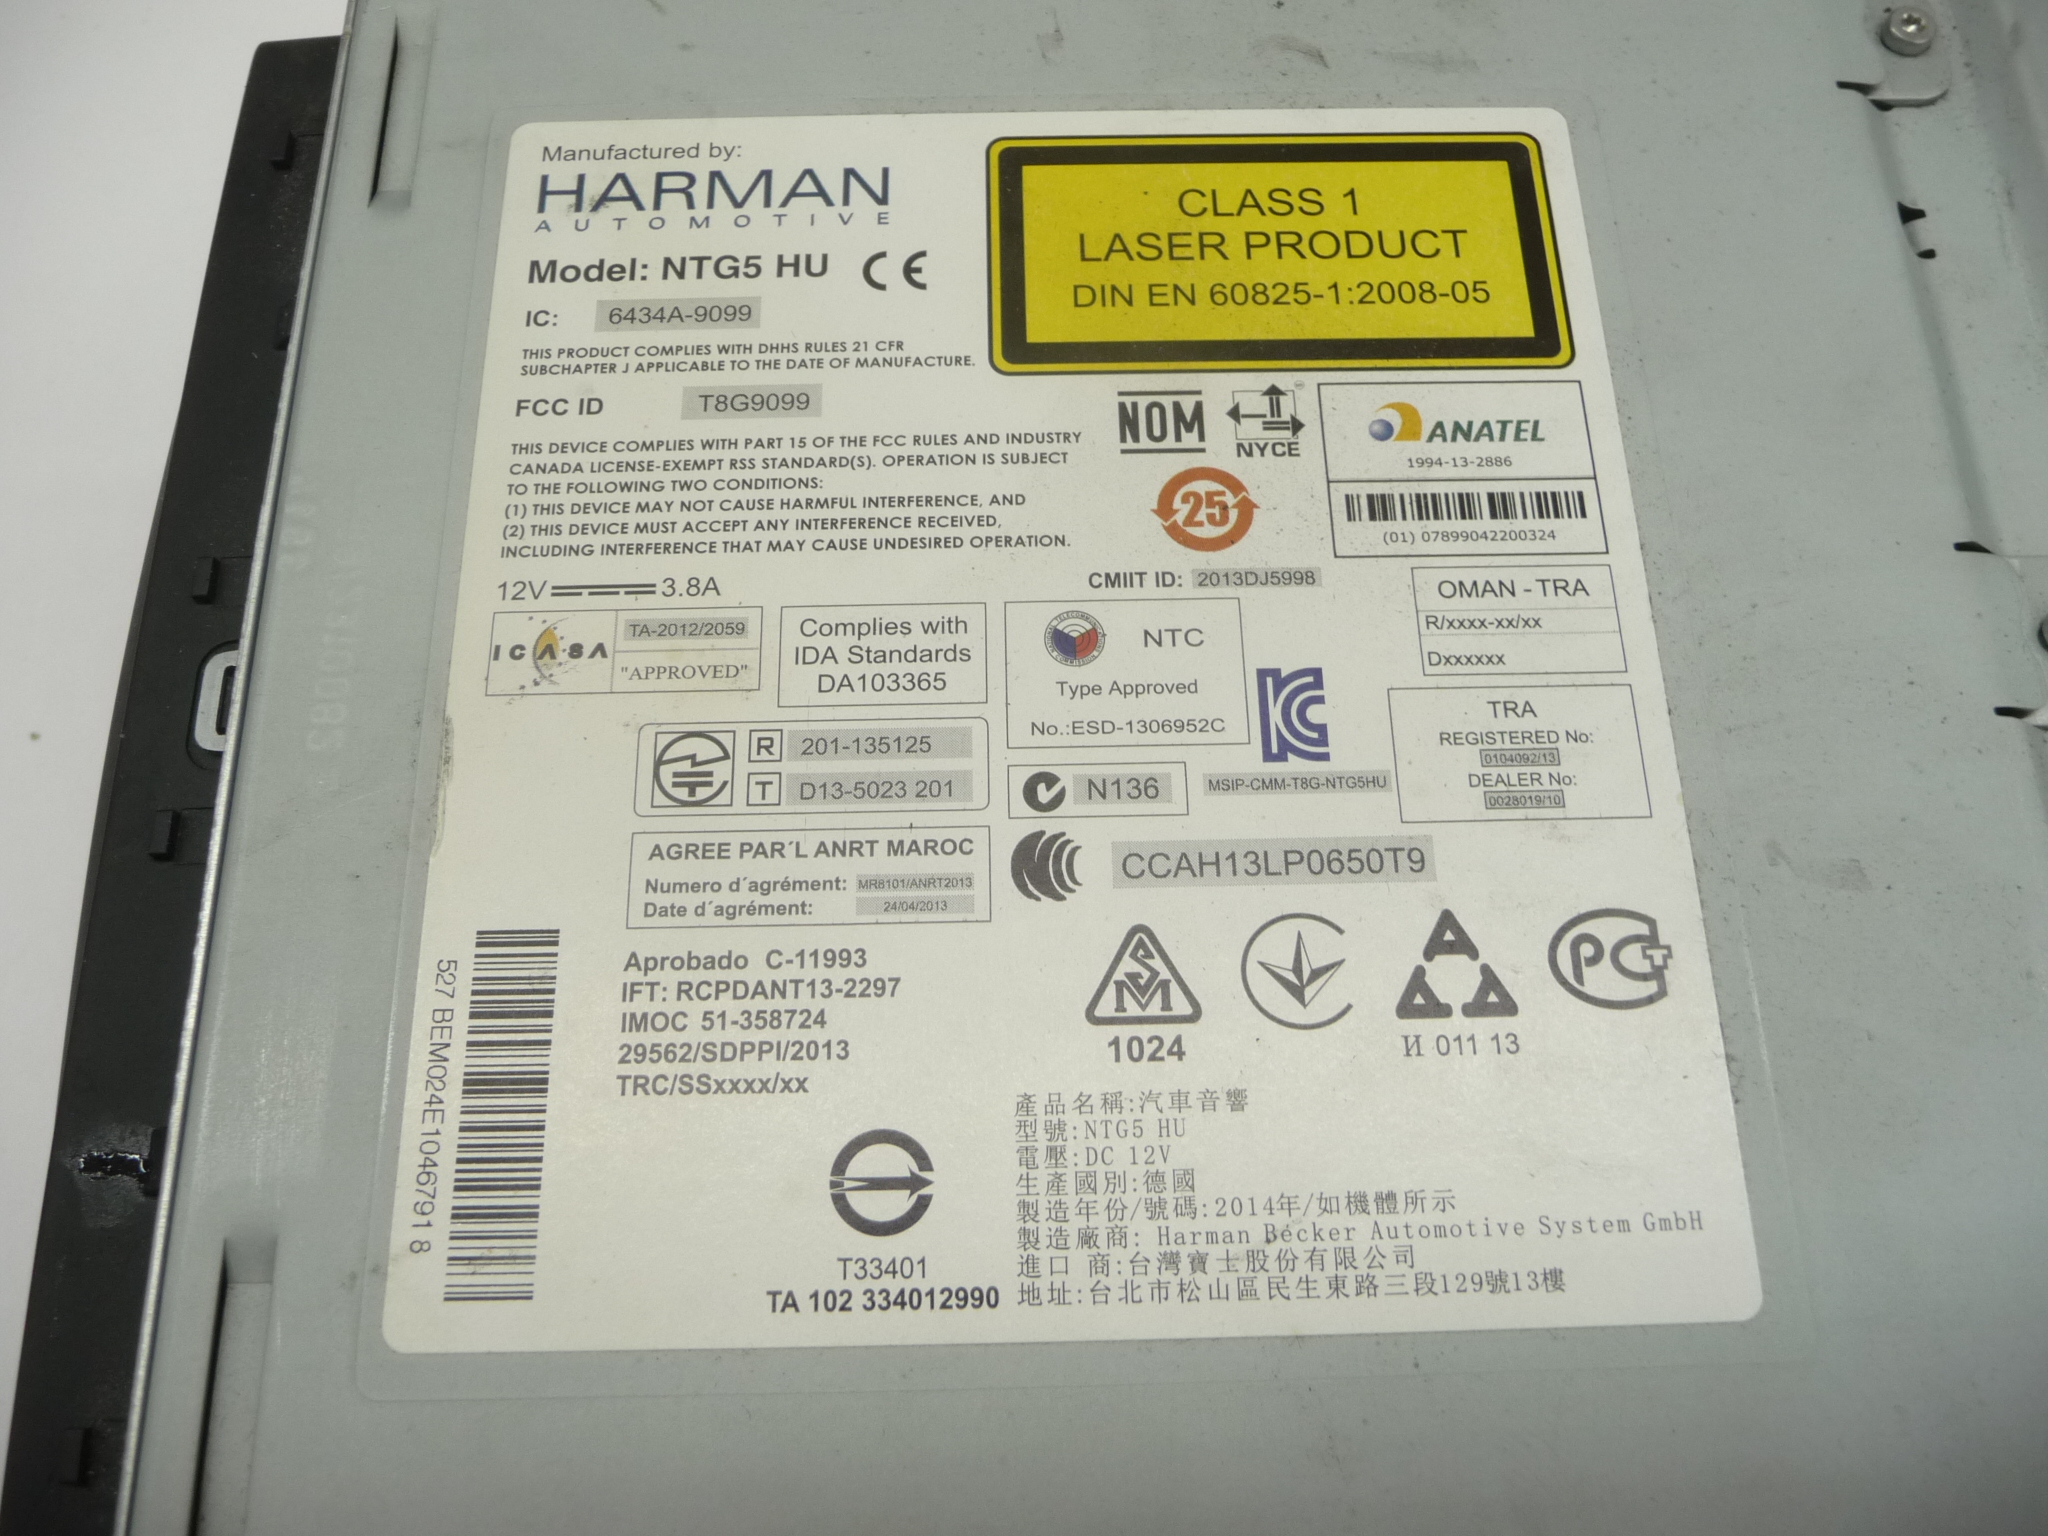 Manufactured by:
HARMAN
AUTOMOTIVE
Model: NTG5 HU CE
IC: 6434A-9099
THIS PRODUCT COMPLIES WITH DHHS RULES 21 CFR
SUBCHAPTER J APPLICABLE TO THE DATE OF MANUFACTURE.
FCC ID T8G9099
THIS DEVICE COMPLIES WITH PART 15 OF THE FCC RULES AND INDUSTRY
CANADA LICENSE-EXEMPT RSS STANDARD(S). OPERATION IS SUBJECT
TO THE FOLLOWING TWO CONDITIONS:
(1) THIS DEVICE MAY NOT CAUSE HARMFUL INTERFERENCE, AND
(2) THIS DEVICE MUST ACCEPT ANY INTERFERENCE RECEIVED,
INCLUDING INTERFERENCE THAT MAY CAUSE UNDESIRED OPERATION.
12V 3.8A
CLASS 1
LASER PRODUCT
DIN EN 60825-1:2008-05
NOM
NYCE
ANATEL
1994-13-2886
(01) 07899042200324
25
CMIIT ID: 2013DJ5998
ICASA
TA-2012/2059
"APPROVED"
Complies with
IDA Standards
DA103365
NTC
Type Approved
No.:ESD-1306952C
OMAN - TRA
R/xxxx-xx/xx
Dxxxxxx
TRA
REGISTERED No:
0104092/13
DEALER No:
0028019/10
R 201-135125
T D13-5023 201
N136
KC
MSIP-CMM-T8G-NTG5HU
AGREE PAR´L ANRT MAROC
Numero d´agrément: MR8101/ANRT2013
Date d´agrément: 24/04/2013
CCAH13LP0650T9
Aprobado C-11993
IFT: RCPDANT13-2297
IMOC 51-358724
29562/SDPPI/2013
TRC/SSxxxx/xx
SM
1024
И 011 13
PCT
527 BEM024E1046791 8
T33401
TA 102 334012990
產品名稱:汽車音響
型號:NTG5 HU
電壓:DC 12V
生產國別:德國
製造年份/號碼:2014年/如機體所示
製造廠商: Harman Becker Automotive System GmbH
進口 商:台灣寶士股份有限公司
地址:台北市松山區民生東路三段129號13樓